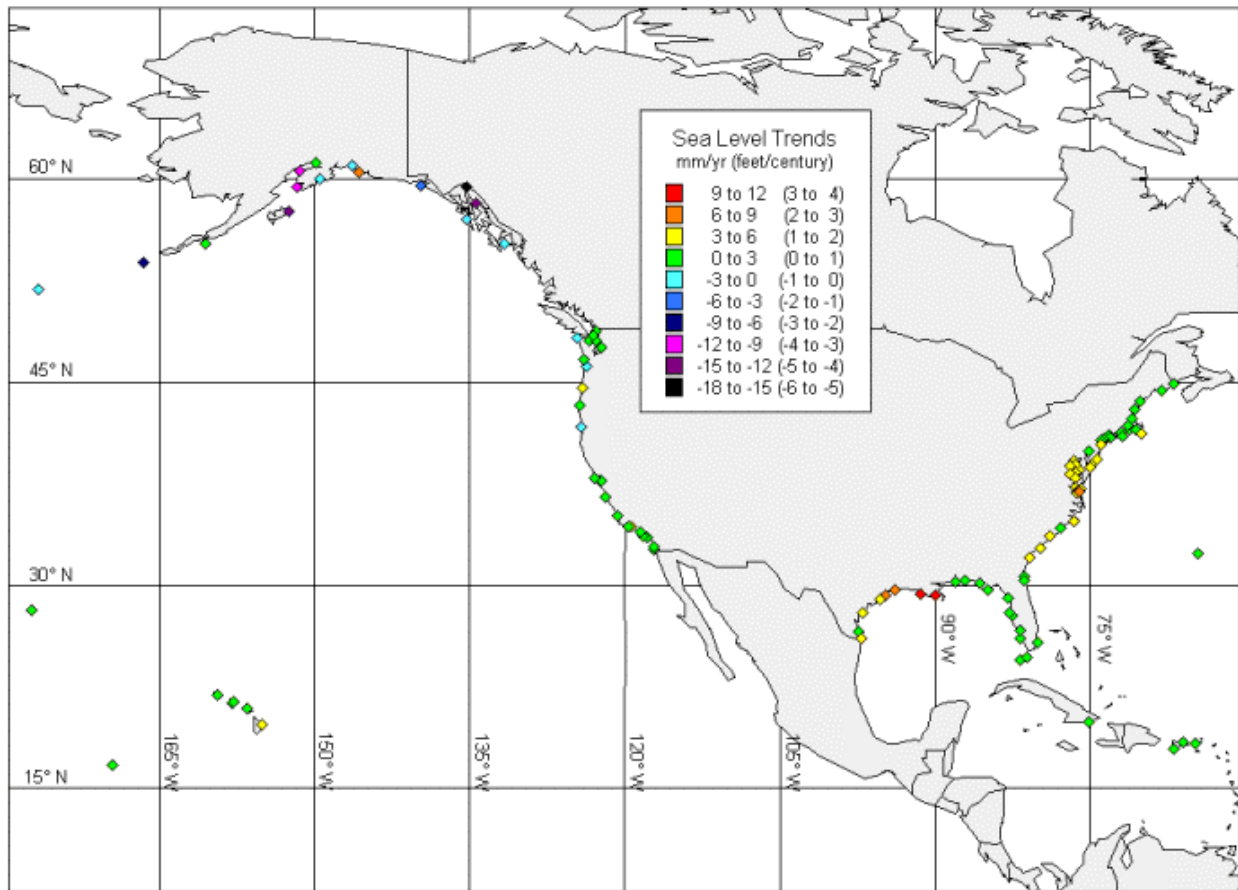 Sea Level Trends
mm/yr (feet/century)
9 to 12 (3 to 4)
6 to 9 (2 to 3)
3 to 6 (1 to 2)
0 to 3 (0 to 1)
-3 to 0 (-1 to 0)
-6 to -3 (-2 to -1)
-9 to -6 (-3 to -2)
-12 to -9 (-4 to -3)
-15 to -12 (-5 to -4)
-18 to -15 (-6 to -5)
60° N
45° N
30° N
15° N
165° W
150° W
135° W
120° W
105° W
90° W
75° W